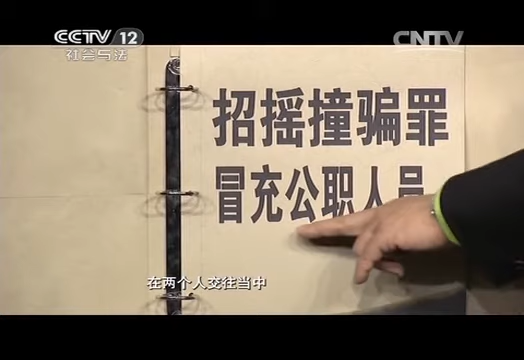 CCTV 12
社会与法
CNTV
招摇撞骗罪
冒充公职人员
在两个人交往当中